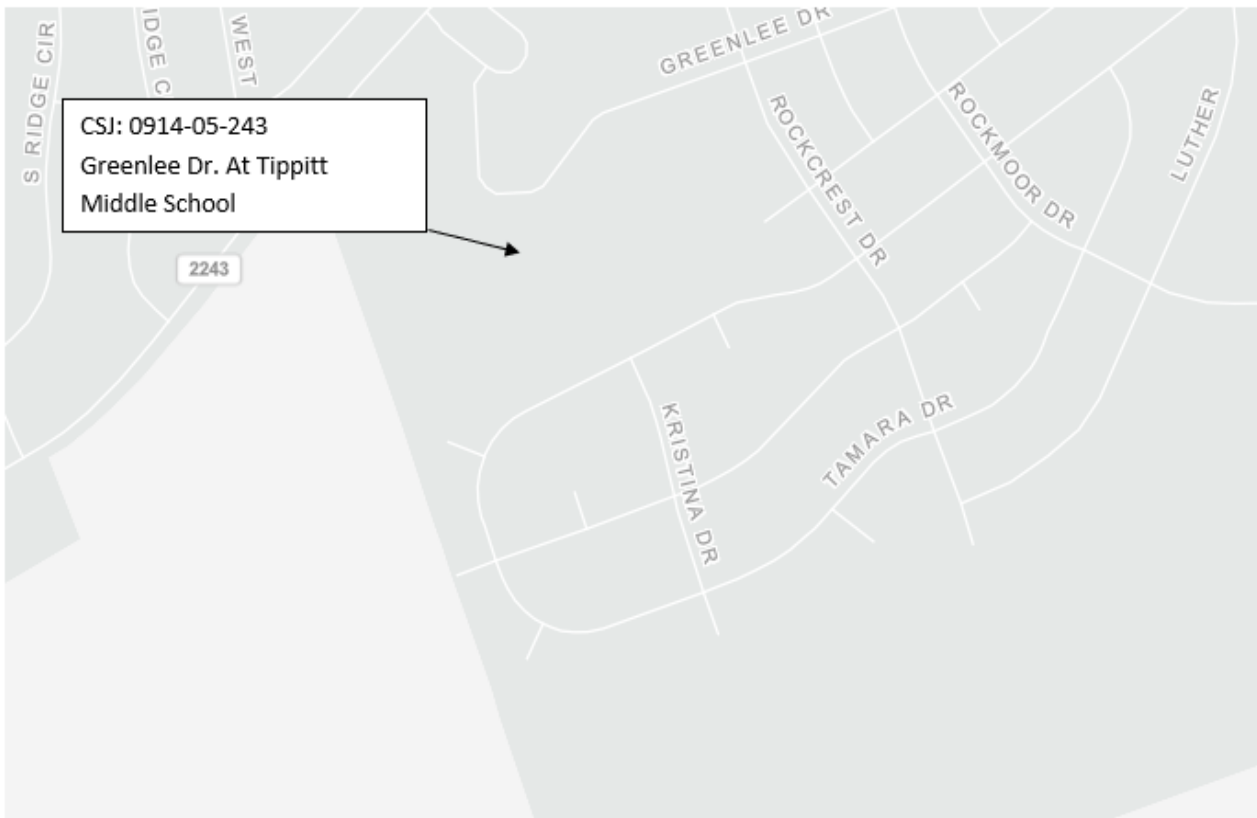 S RIDGE CIR
IDGE C
WEST
GREENLEE DR
ROCKCREST DR
ROCKMOOR DR
LUTHER
CSJ: 0914-05-243
Greenlee Dr. At Tippitt
Middle School
2243
KRISTINA DR
TAMARA DR